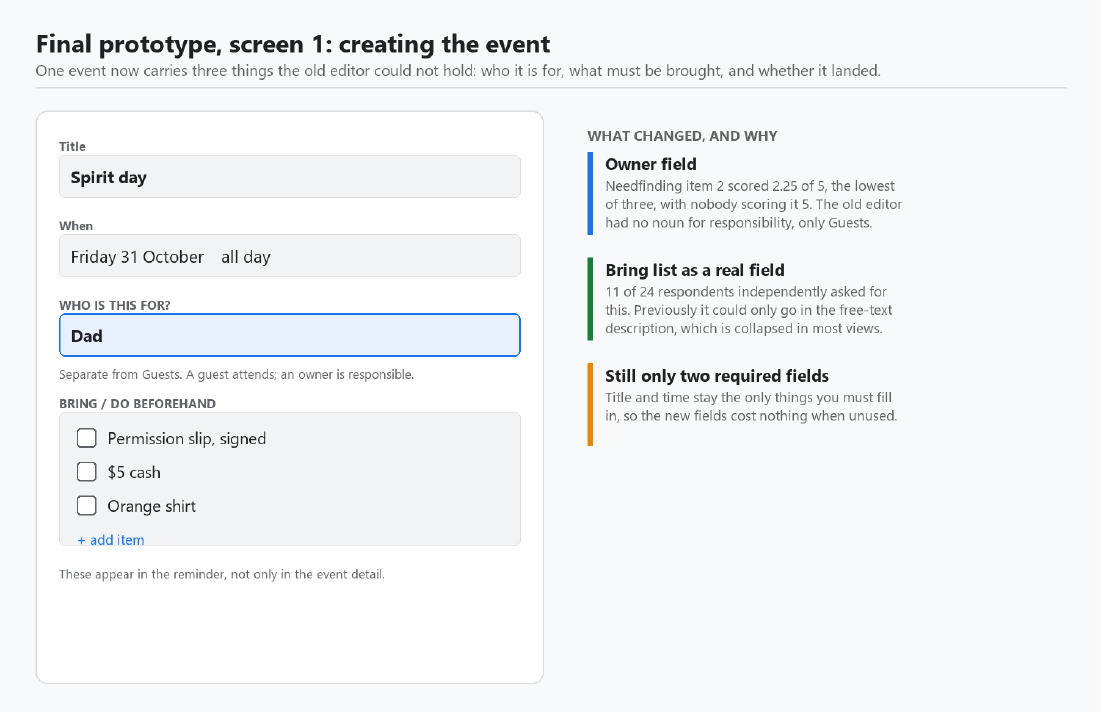 Final prototype, screen 1: creating the event
One event now carries three things the old editor could not hold: who it is for, what must be brought, and whether it landed.
Title
Spirit day
When
Friday 31 October all day
WHO IS THIS FOR?
Dad
Separate from Guests. A guest attends; an owner is responsible.
BRING / DO BEFOREHAND
Permission slip, signed
$5 cash
Orange shirt
+ add item
These appear in the reminder, not only in the event detail.
WHAT CHANGED, AND WHY
Owner field
Needfinding item 2 scored 2.25 of 5, the lowest
of three, with nobody scoring it 5. The old editor
had no noun for responsibility, only Guests.
Bring list as a real field
11 of 24 respondents independently asked for
this. Previously it could only go in the free-text
description, which is collapsed in most views.
Still only two required fields
Title and time stay the only things you must fill
in, so the new fields cost nothing when unused.